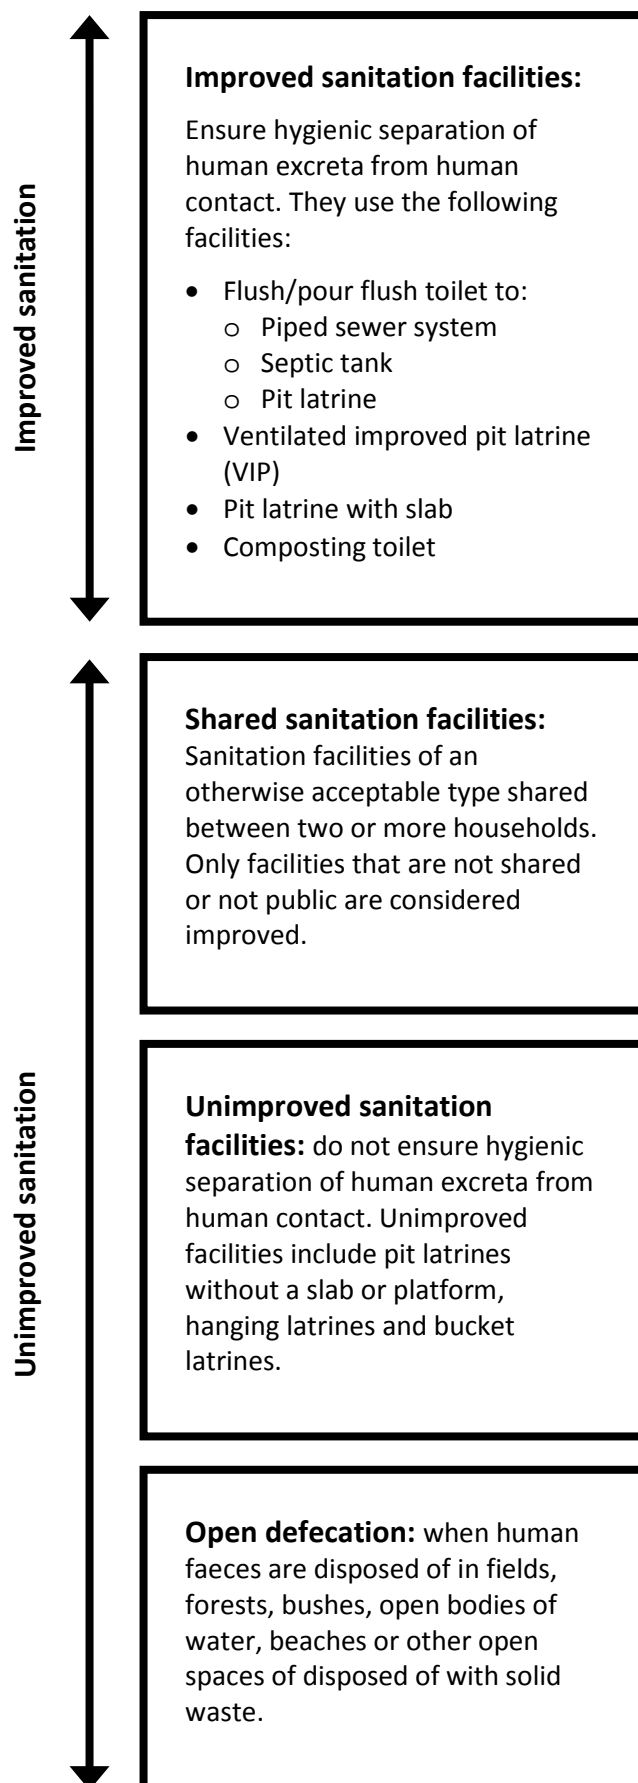 Improved sanitation
Improved sanitation facilities:
Ensure hygienic separation of
human excreta from human
contact. They use the following
facilities:
• Flush/pour flush toilet to:
o Piped sewer system
o Septic tank
o Pit latrine
• Ventilated improved pit latrine
(VIP)
• Pit latrine with slab
• Composting toilet
Unimproved sanitation
Shared sanitation facilities:
Sanitation facilities of an
otherwise acceptable type shared
between two or more households.
Only facilities that are not shared
or not public are considered
improved.
Unimproved sanitation
facilities: do not ensure hygienic
separation of human excreta from
human contact. Unimproved
facilities include pit latrines
without a slab or platform,
hanging latrines and bucket
latrines.
Open defecation: when human
faeces are disposed of in fields,
forests, bushes, open bodies of
water, beaches or other open
spaces of disposed of with solid
waste.